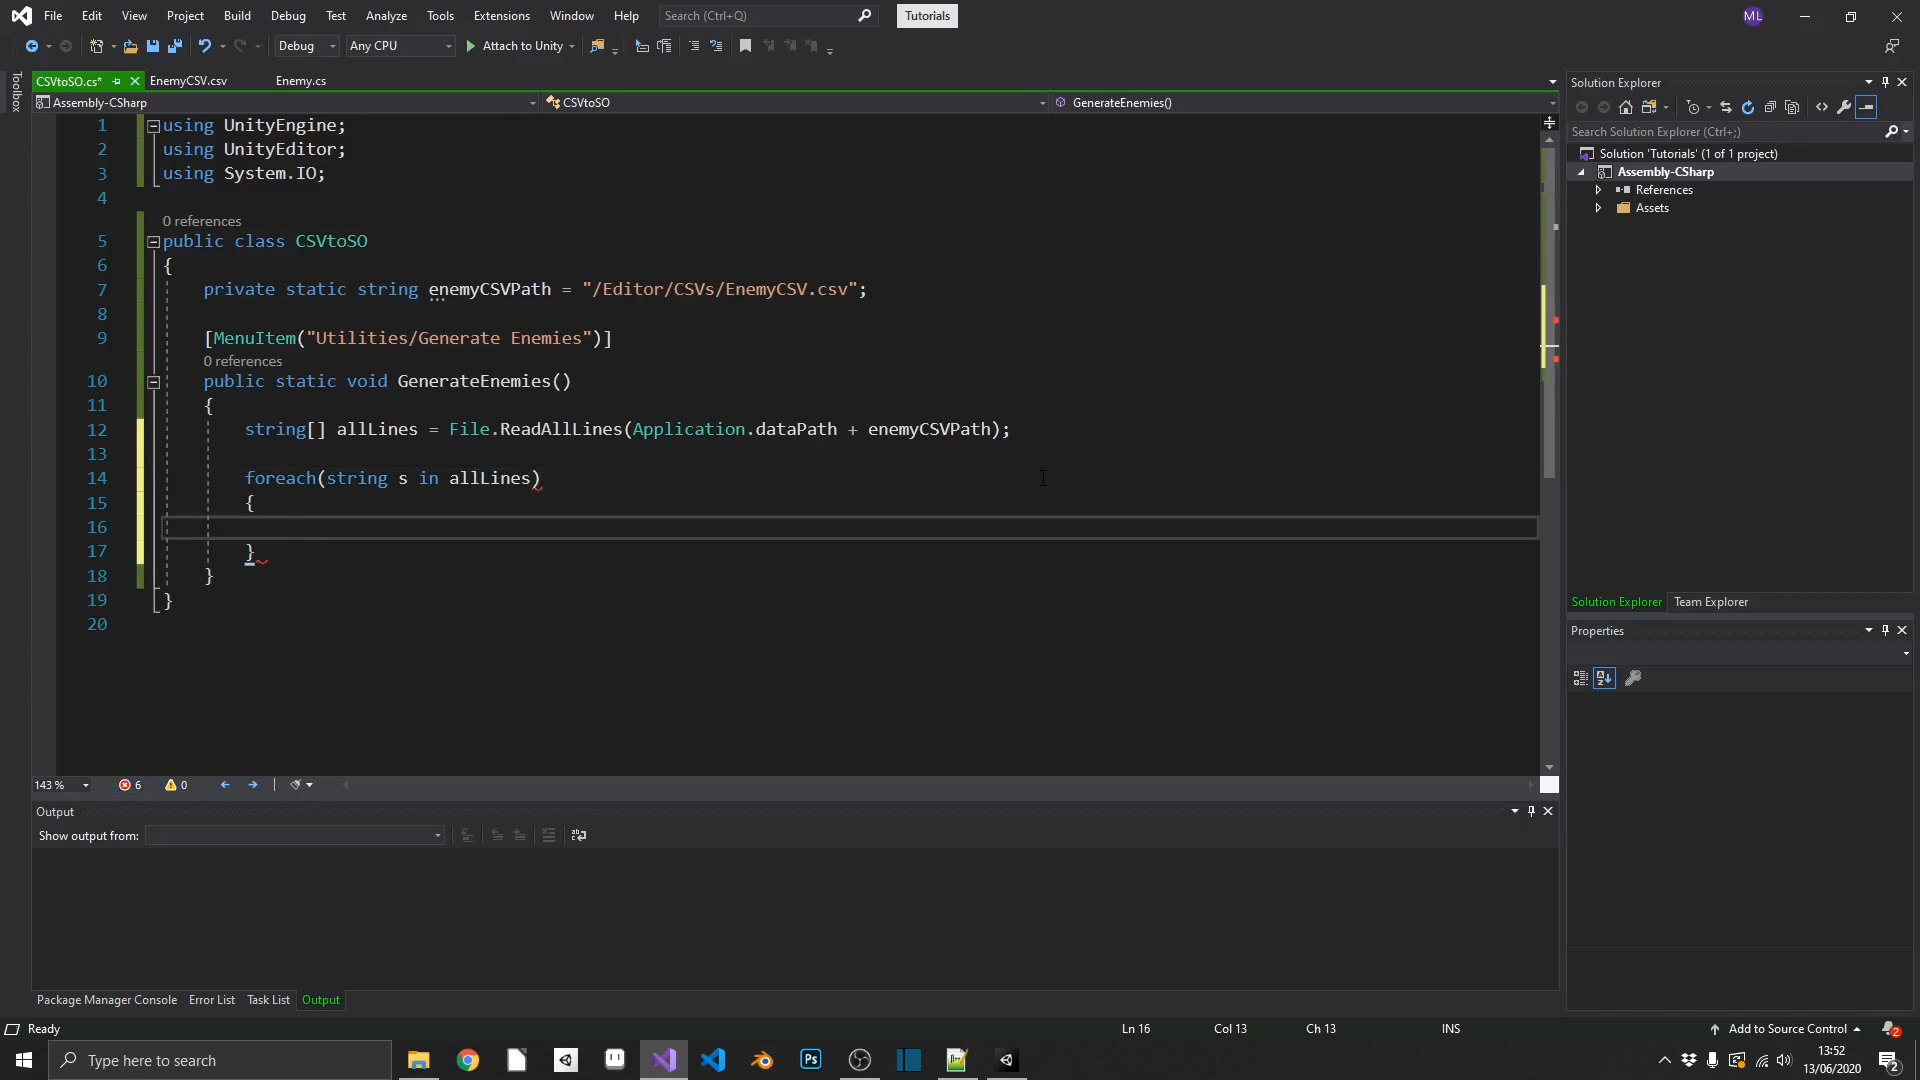 File Edit View Project Build Debug Test Analyze Tools Extensions Window Help Search (Ctrl+Q) Tutorials ML
Debug Any CPU Attach to Unity
Toolbox
CSVtoSO.cs* EnemyCSV.csv Enemy.cs
Assembly-CSharp CSVtoSO GenerateEnemies()
1 using UnityEngine;
2 using UnityEditor;
3 using System.IO;
4
0 references
5 public class CSVtoSO
6 {
7 private static string enemyCSVPath = "/Editor/CSVs/EnemyCSV.csv";
8
9 [MenuItem("Utilities/Generate Enemies")]
0 references
10 public static void GenerateEnemies()
11 {
12 string[] allLines = File.ReadAllLines(Application.dataPath + enemyCSVPath);
13
14 foreach(string s in allLines)
15 {
16
17 }
18 }
19 }
20
143 % 6 0
Output
Show output from:
Package Manager Console Error List Task List Output
Solution Explorer
Search Solution Explorer (Ctrl+;)
Solution 'Tutorials' (1 of 1 project)
Assembly-CSharp
References
Assets
Solution Explorer Team Explorer
Properties
Ready Ln 16 Col 13 Ch 13 INS Add to Source Control 2
Type here to search Ps 13:52
13/06/2020 2